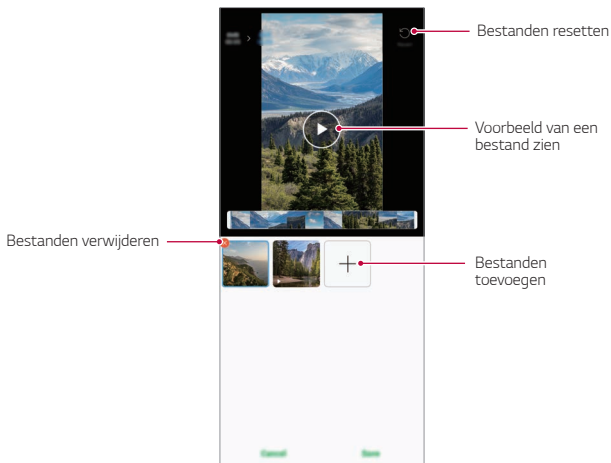 Bestanden resetten
Voorbeeld van een
bestand zien
Bestanden verwijderen
Bestanden
toevoegen